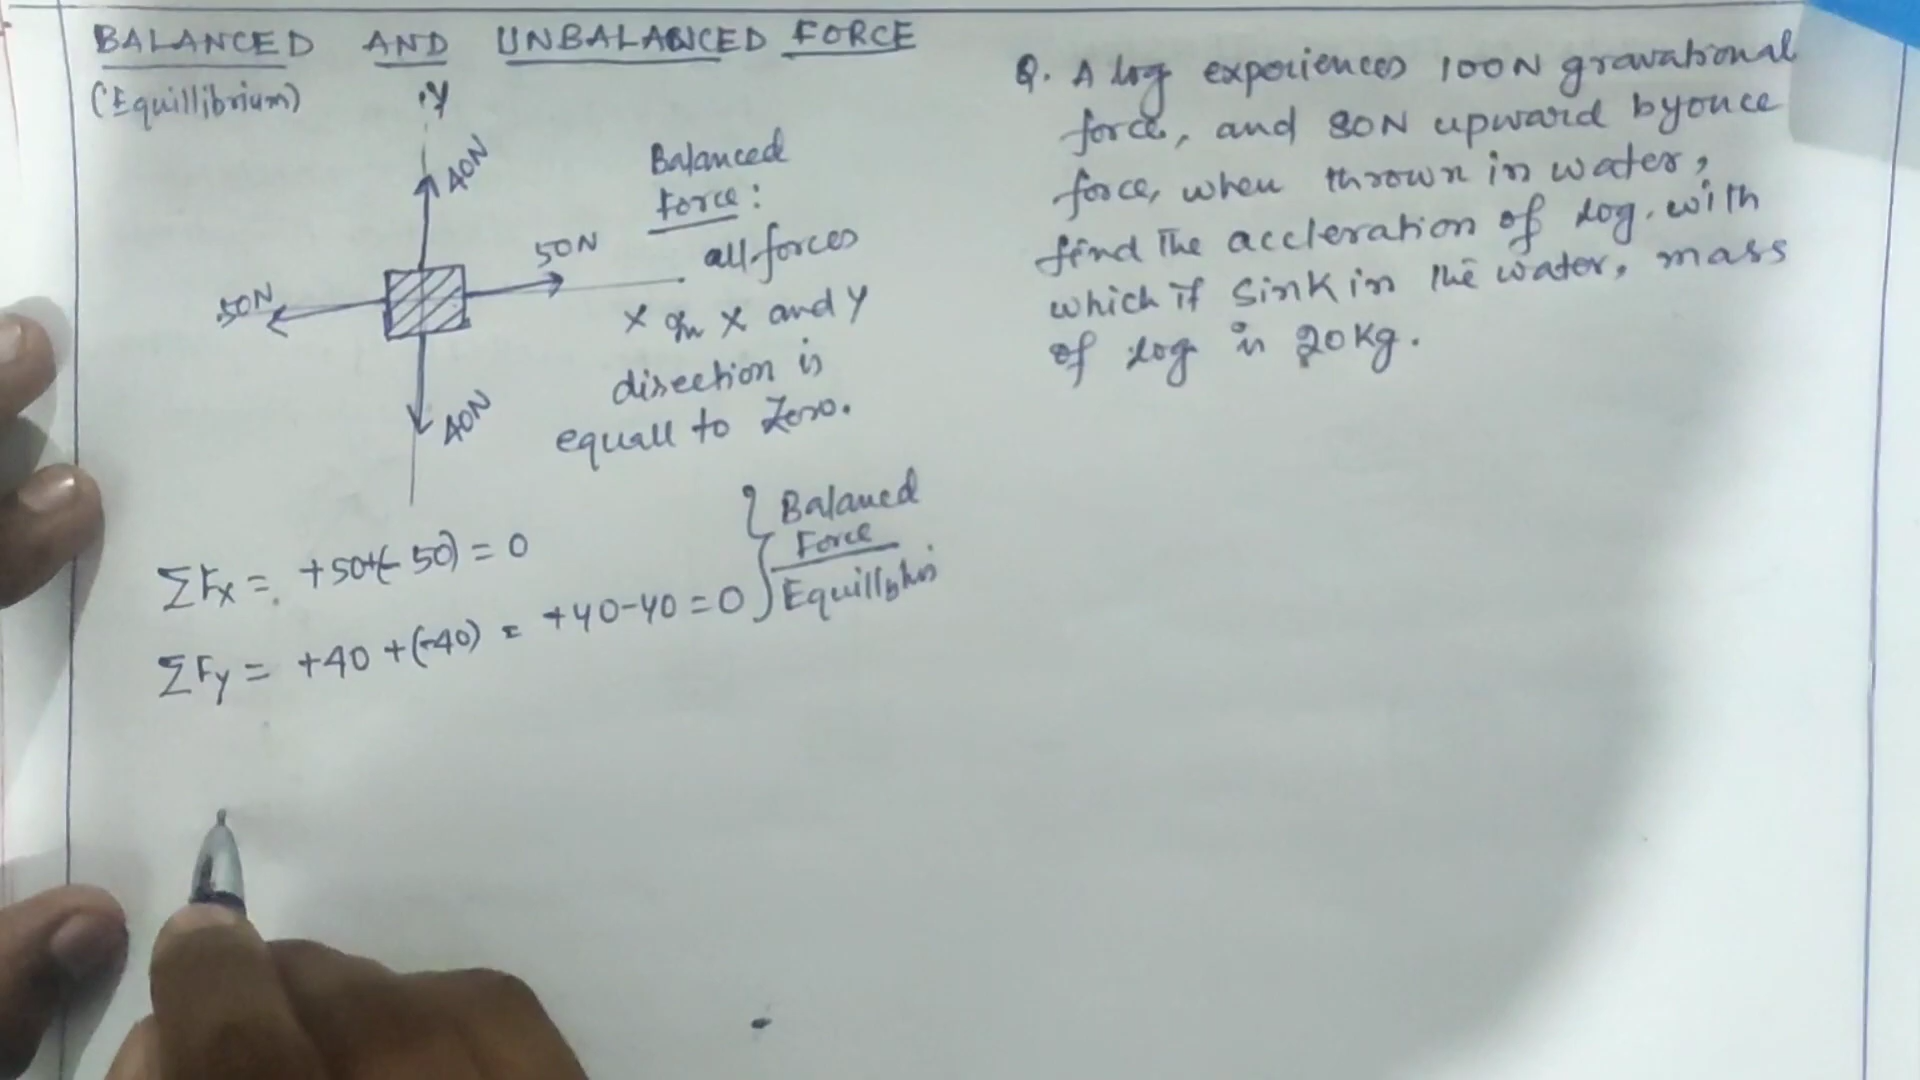 BALANCED AND UNBALANCED FORCE
(Equillibrium)
Y
40N
50N
50N
40N
Balanced
Force:
all forces
X In X and Y
direction is
equall to Zero.
ΣFx = +50+(-50) = 0
ΣFy = +40 + (-40) = +40-40 = 0
Balanced
Force
Q. A log experiences 100N gravational
force, and 80N upward byouce
force, when thrown in water,
find The accleration of log. with
which it Sink in the water, mass
of log is 20kg.